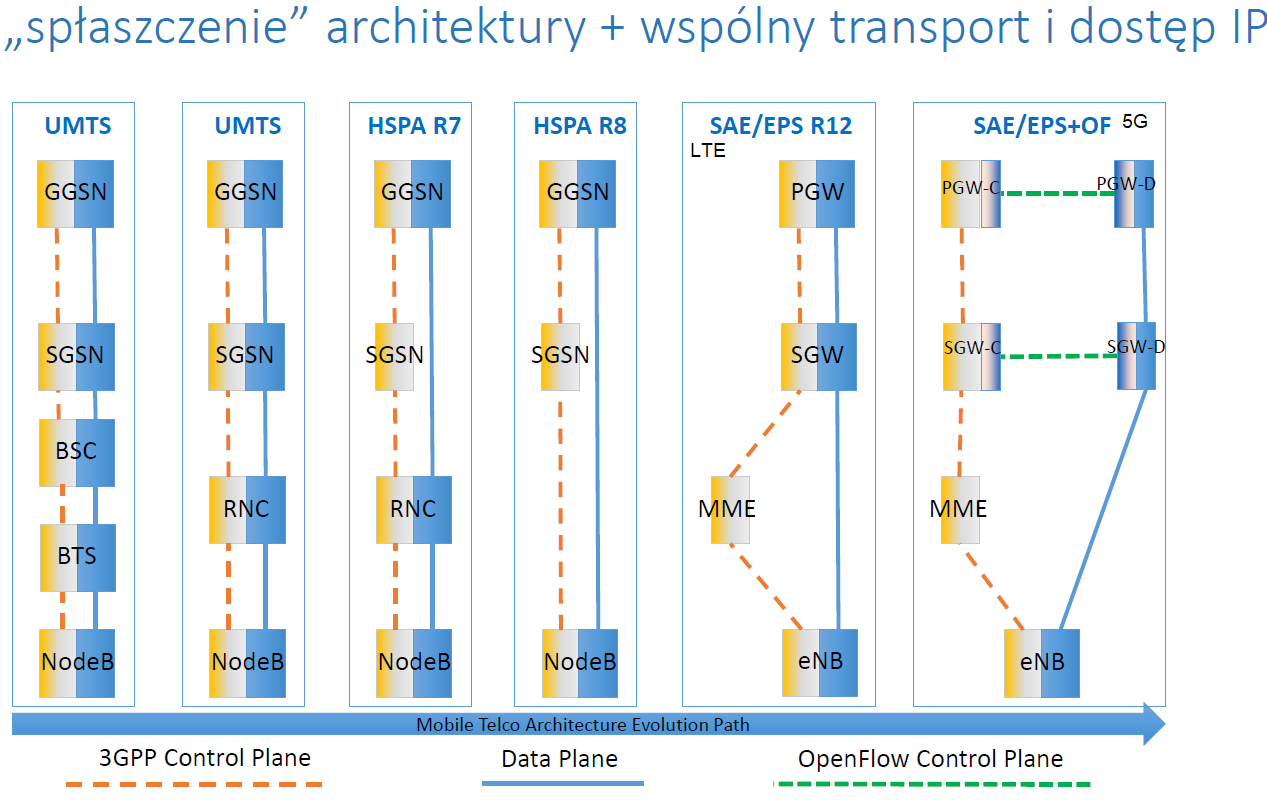 „spłaszczenie” architektury + wspólny transport i dostęp IP
UMTS
GGSN
SGSN
BSC
BTS
NodeB
UMTS
GGSN
SGSN
RNC
NodeB
HSPA R7
GGSN
SGSN
RNC
NodeB
HSPA R8
GGSN
SGSN
NodeB
SAE/EPS R12
LTE
PGW
SGW
MME
eNB
SAE/EPS+OF 5G
PGW-C PGW-D
SGW-C SGW-D
MME
eNB
Mobile Telco Architecture Evolution Path
3GPP Control Plane Data Plane OpenFlow Control Plane